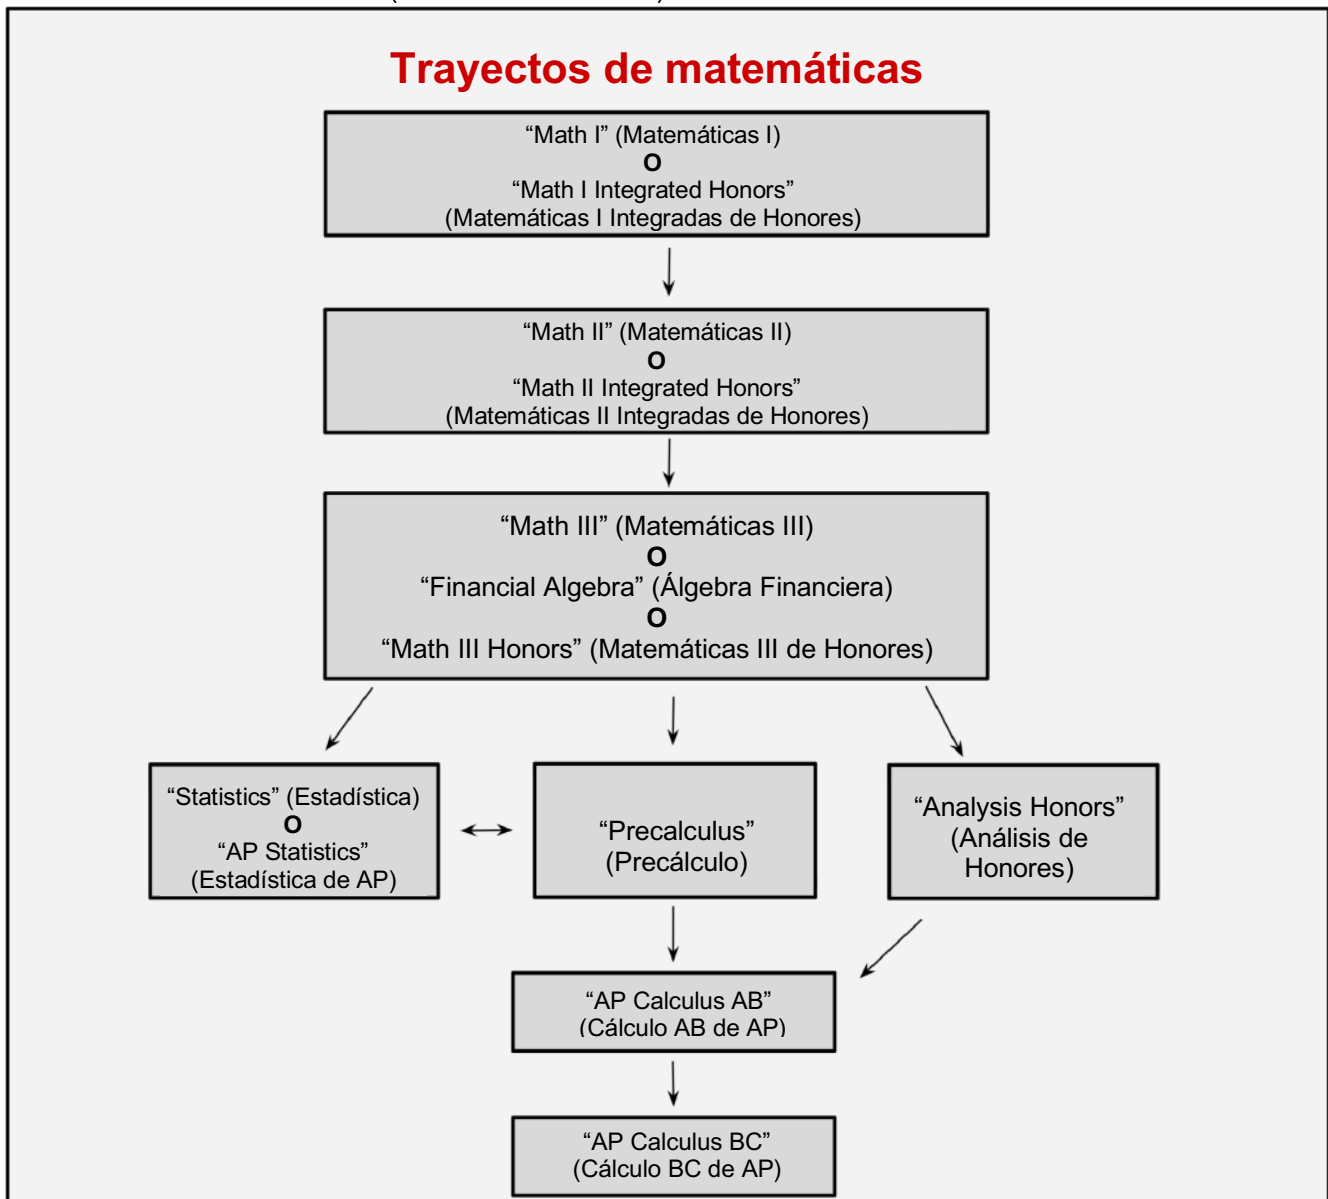 Trayectos de matemáticas
“Math I” (Matemáticas I)
O
“Math I Integrated Honors”
(Matemáticas I Integradas de Honores)
“Math II” (Matemáticas II)
O
“Math II Integrated Honors”
(Matemáticas II Integradas de Honores)
“Math III” (Matemáticas III)
O
“Financial Algebra” (Álgebra Financiera)
O
“Math III Honors” (Matemáticas III de Honores)
“Statistics” (Estadística)
O
“AP Statistics”
(Estadística de AP)
“Precalculus”
(Precálculo)
“Analysis Honors”
(Análisis de
Honores)
“AP Calculus AB”
(Cálculo AB de AP)
“AP Calculus BC”
(Cálculo BC de AP)